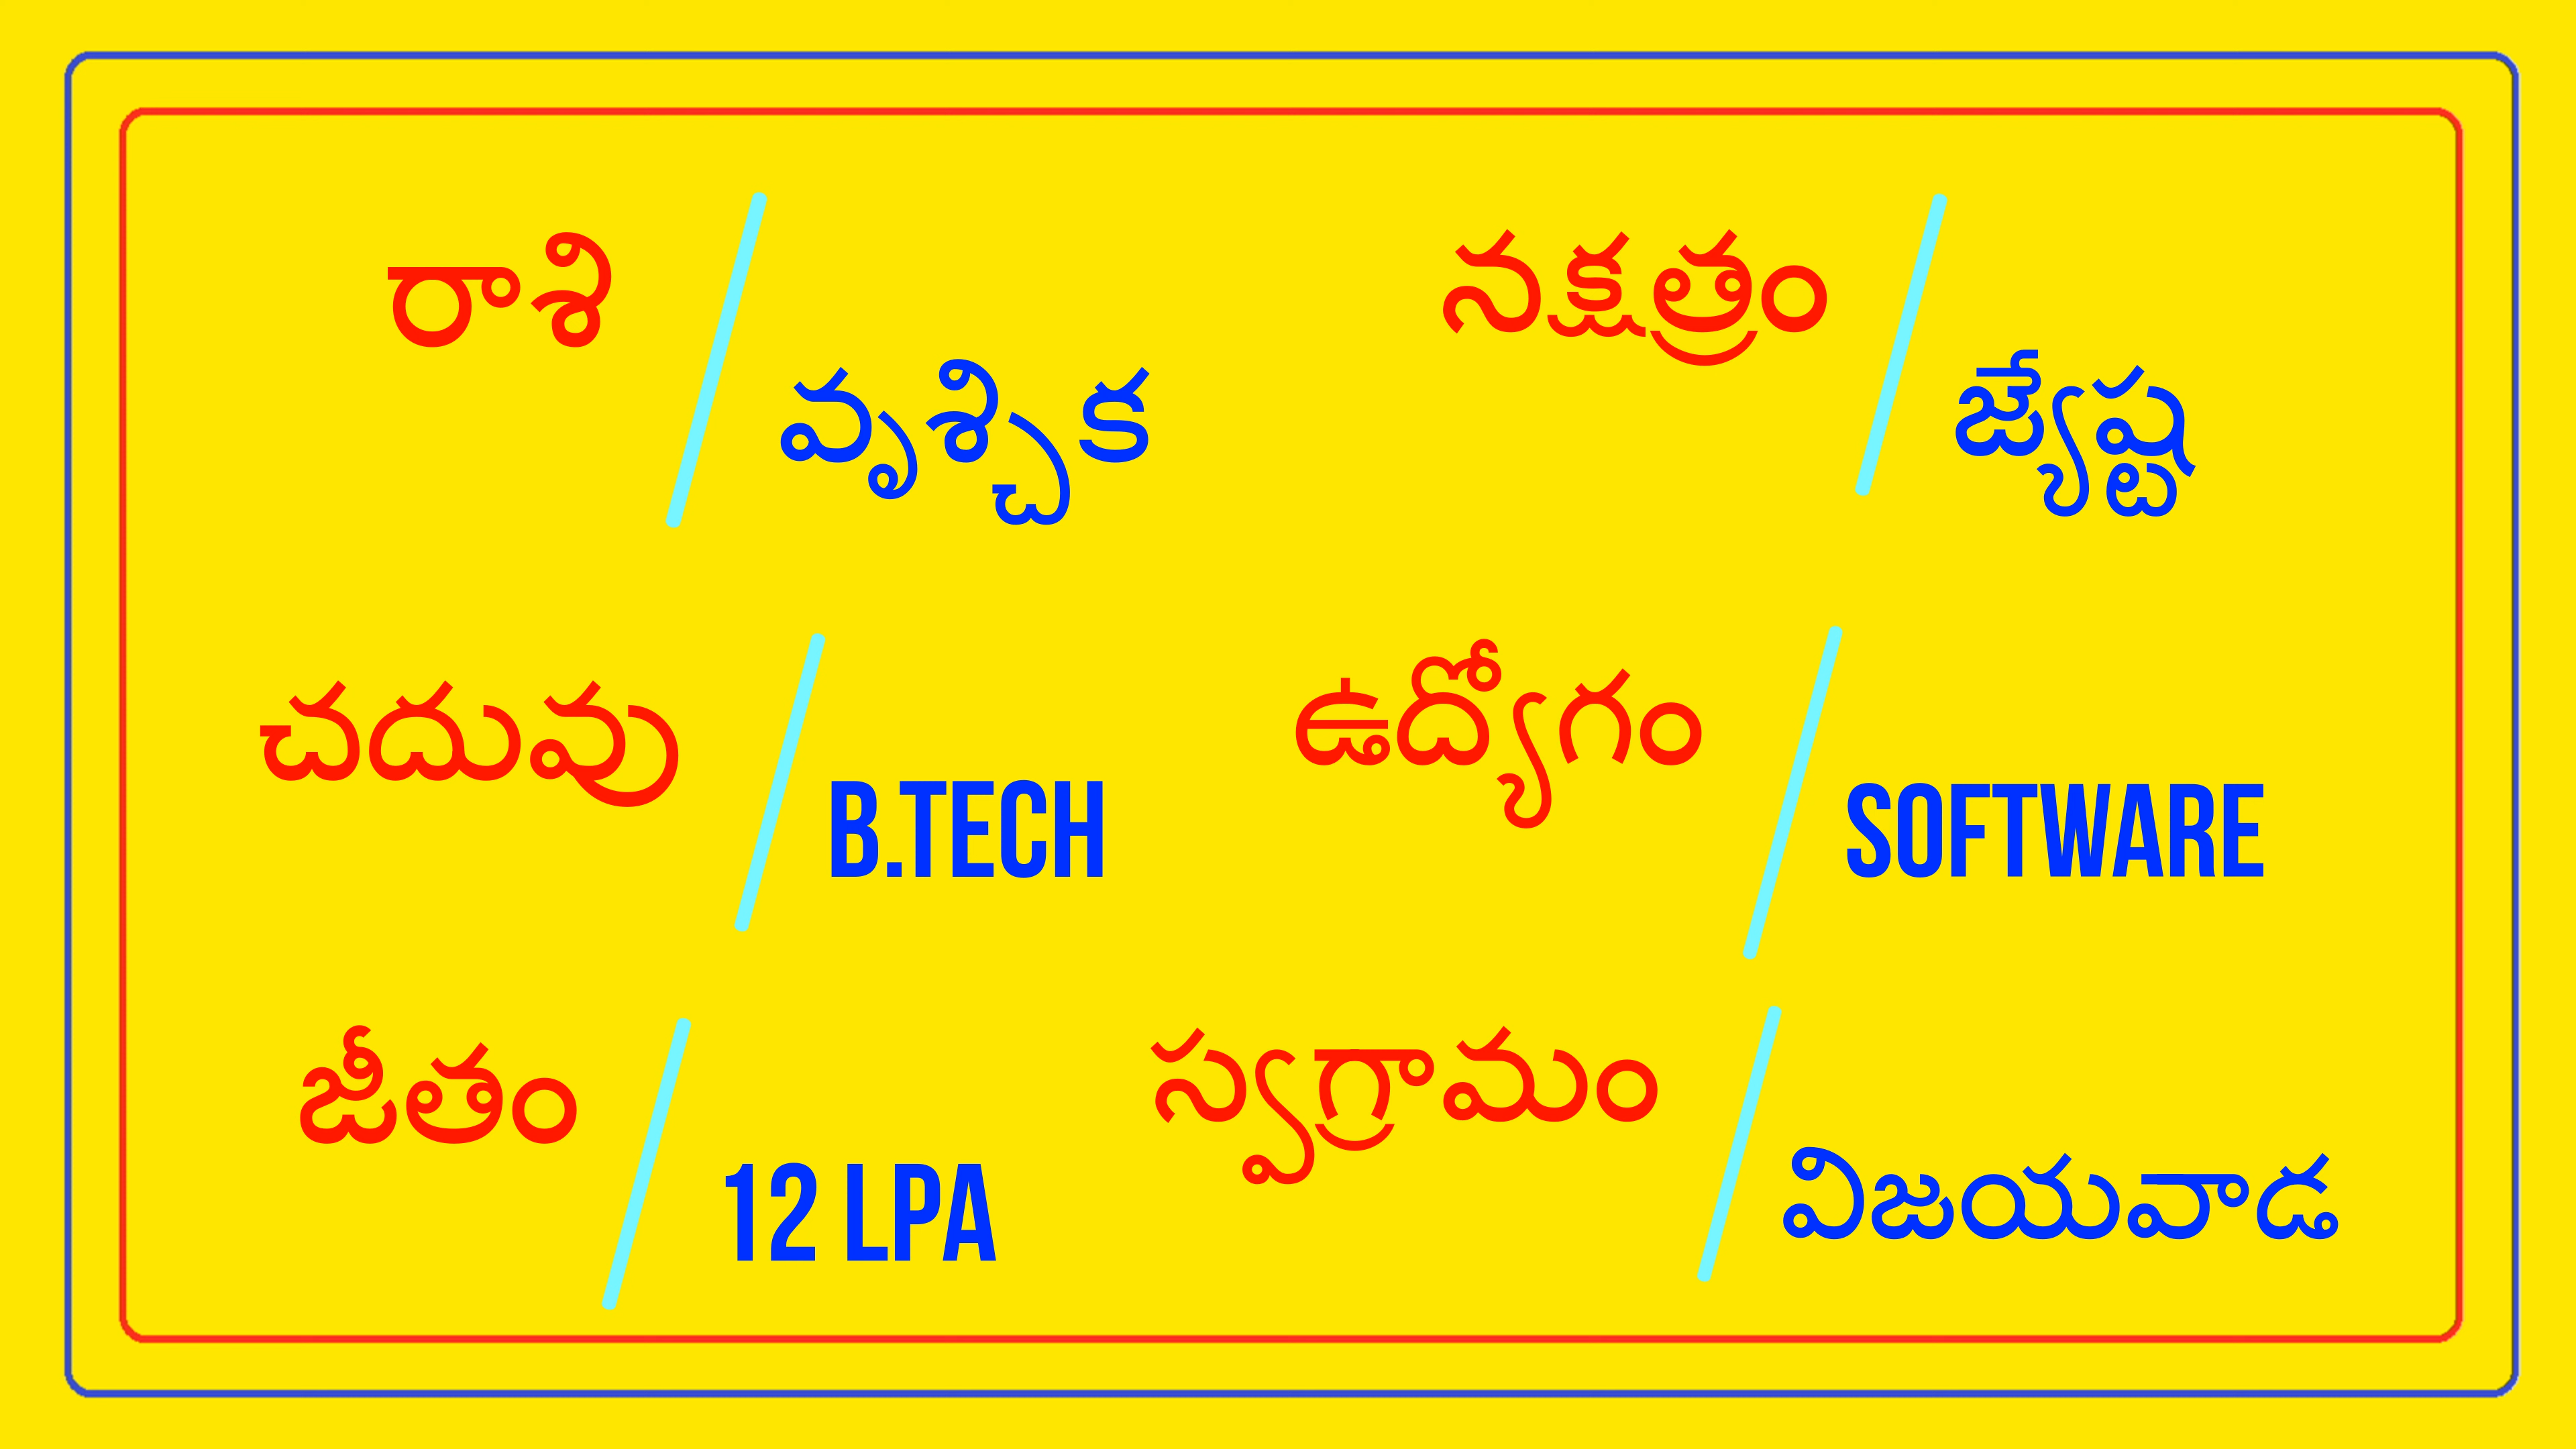 రాశి
వృశ్చిక
నక్షత్రం
జ్యేష్ట
చదువు
B.TECH
ఉద్యోగం
SOFTWARE
జీతం
12 LPA
స్వగ్రామం
విజయవాడ